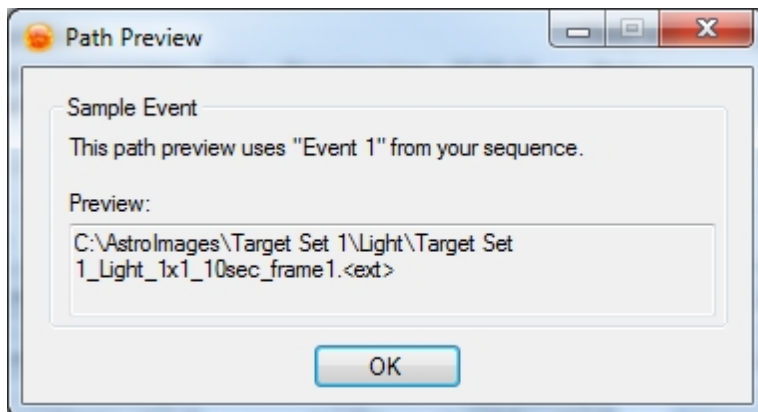 Path Preview
Sample Event
This path preview uses "Event 1" from your sequence.
Preview:
C:\AstroImages\Target Set 1\Light\Target Set
1_Light_1x1_10sec_frame1.<ext>
OK